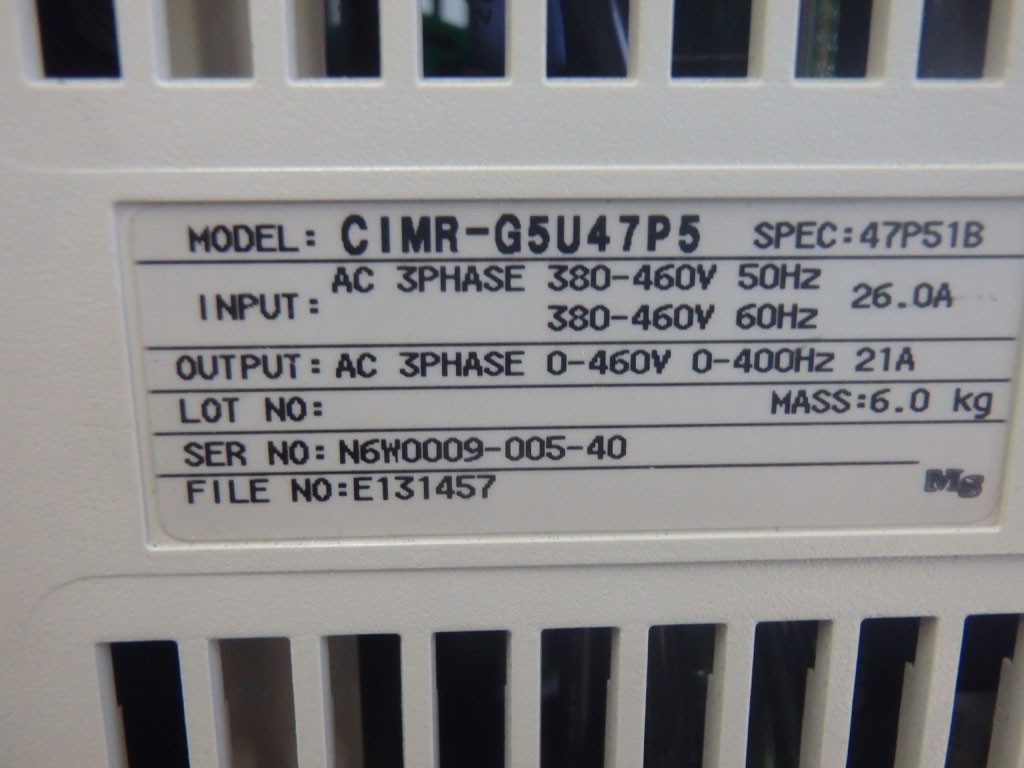 MODEL: CIMR-G5U47P5 SPEC:47P51B
INPUT: AC 3PHASE 380-460V 50Hz 26.0A
380-460V 60Hz
OUTPUT: AC 3PHASE 0-460V 0-400Hz 21A
LOT NO: MASS:6.0 kg
SER NO: N6W0009-005-40
FILE NO:E131457
MS